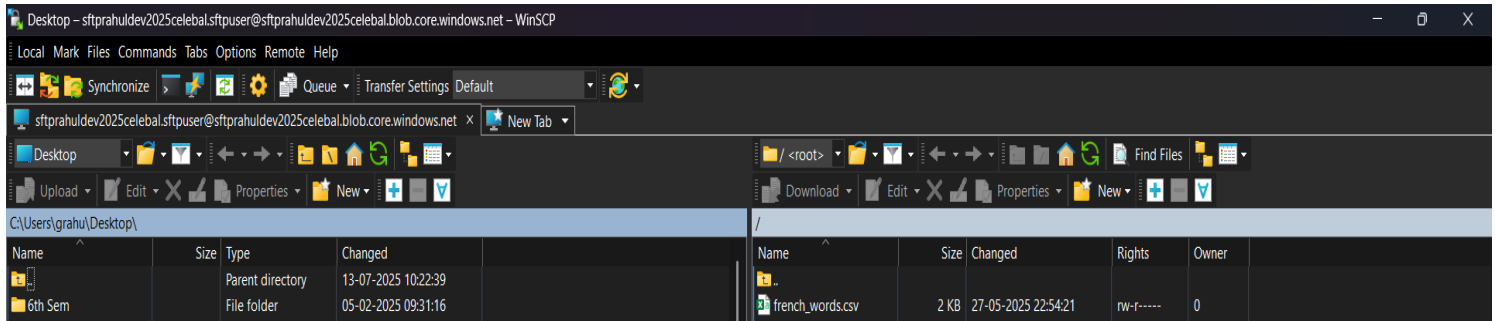 Desktop – sftprahuldev2025celebal.sftpuser@sftprahuldev2025celebal.blob.core.windows.net – WinSCP
Local Mark Files Commands Tabs Options Remote Help
Synchronize Queue Transfer Settings Default
sftprahuldev2025celebal.sftpuser@sftprahuldev2025celebal.blob.core.windows.net × New Tab
Desktop
Upload Edit Properties New
C:\Users\grahu\Desktop\
Name Size Type Changed
.. Parent directory 13-07-2025 10:22:39
6th Sem File folder 05-02-2025 09:31:16
/ <root> Find Files
Download Edit Properties New
/
Name Size Changed Rights Owner
..
french_words.csv 2 KB 27-05-2025 22:54:21 rw-r----- 0